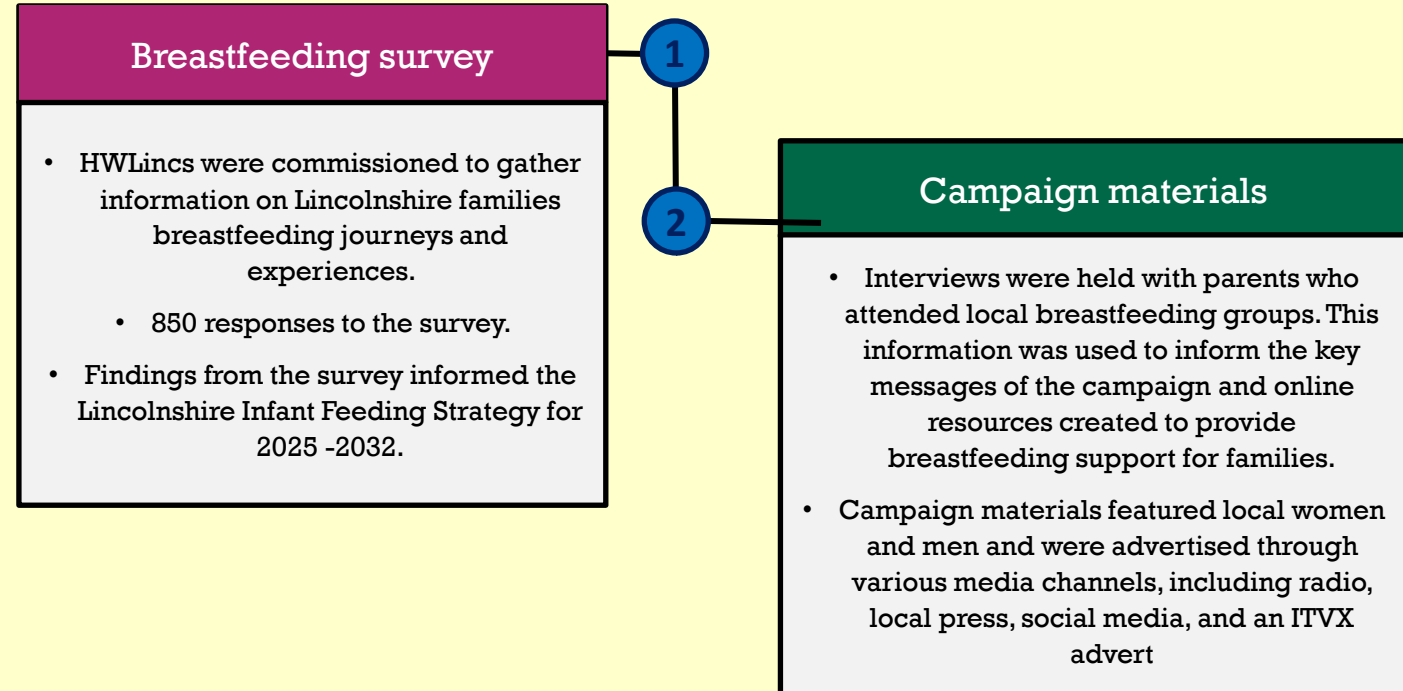 Breastfeeding survey
1
• HWLincs were commissioned to gather
information on Lincolnshire families
breastfeeding journeys and
experiences.
• 850 responses to the survey.
• Findings from the survey informed the
Lincolnshire Infant Feeding Strategy for
2025 -2032.
2
Campaign materials
• Interviews were held with parents who
attended local breastfeeding groups. This
information was used to inform the key
messages of the campaign and online
resources created to provide
breastfeeding support for families.
• Campaign materials featured local women
and men and were advertised through
various media channels, including radio,
local press, social media, and an ITVX
advert